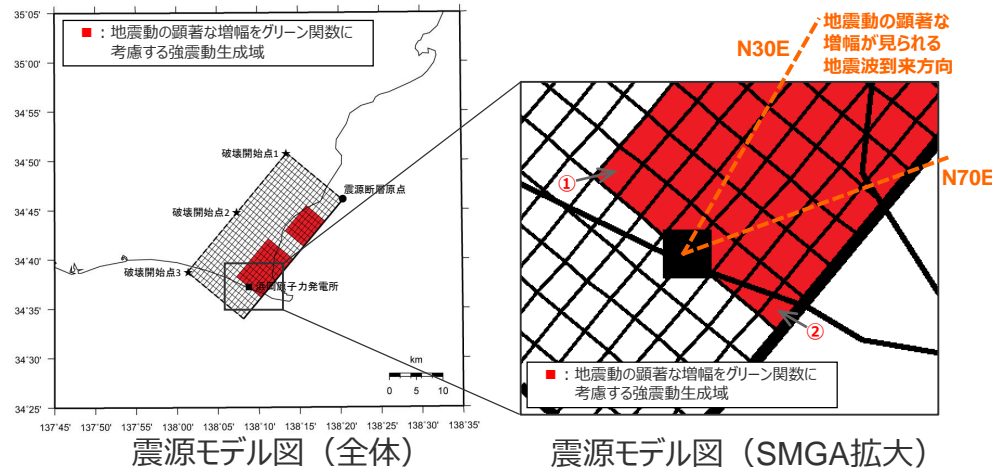 ■：地震動の顕著な増幅をグリーン関数に
考慮する強震動生成域
35°05'
35°00'
34°55'
34°50'
34°45'
34°40'
34°35'
34°30'
34°25'
137°45'
137°50'
137°55'
138°00'
138°05'
138°10'
138°15'
138°20'
138°25'
138°30'
138°35'
破壊開始点1
破壊開始点2
破壊開始点3
震源断層原点
浜岡原子力発電所
km
0 5 10
震源モデル図（全体）
地震動の顕著な
増幅が見られる
地震波到来方向
N30E
N70E
①
②
■：地震動の顕著な増幅をグリーン関数に
考慮する強震動生成域
震源モデル図（SMGA拡大）